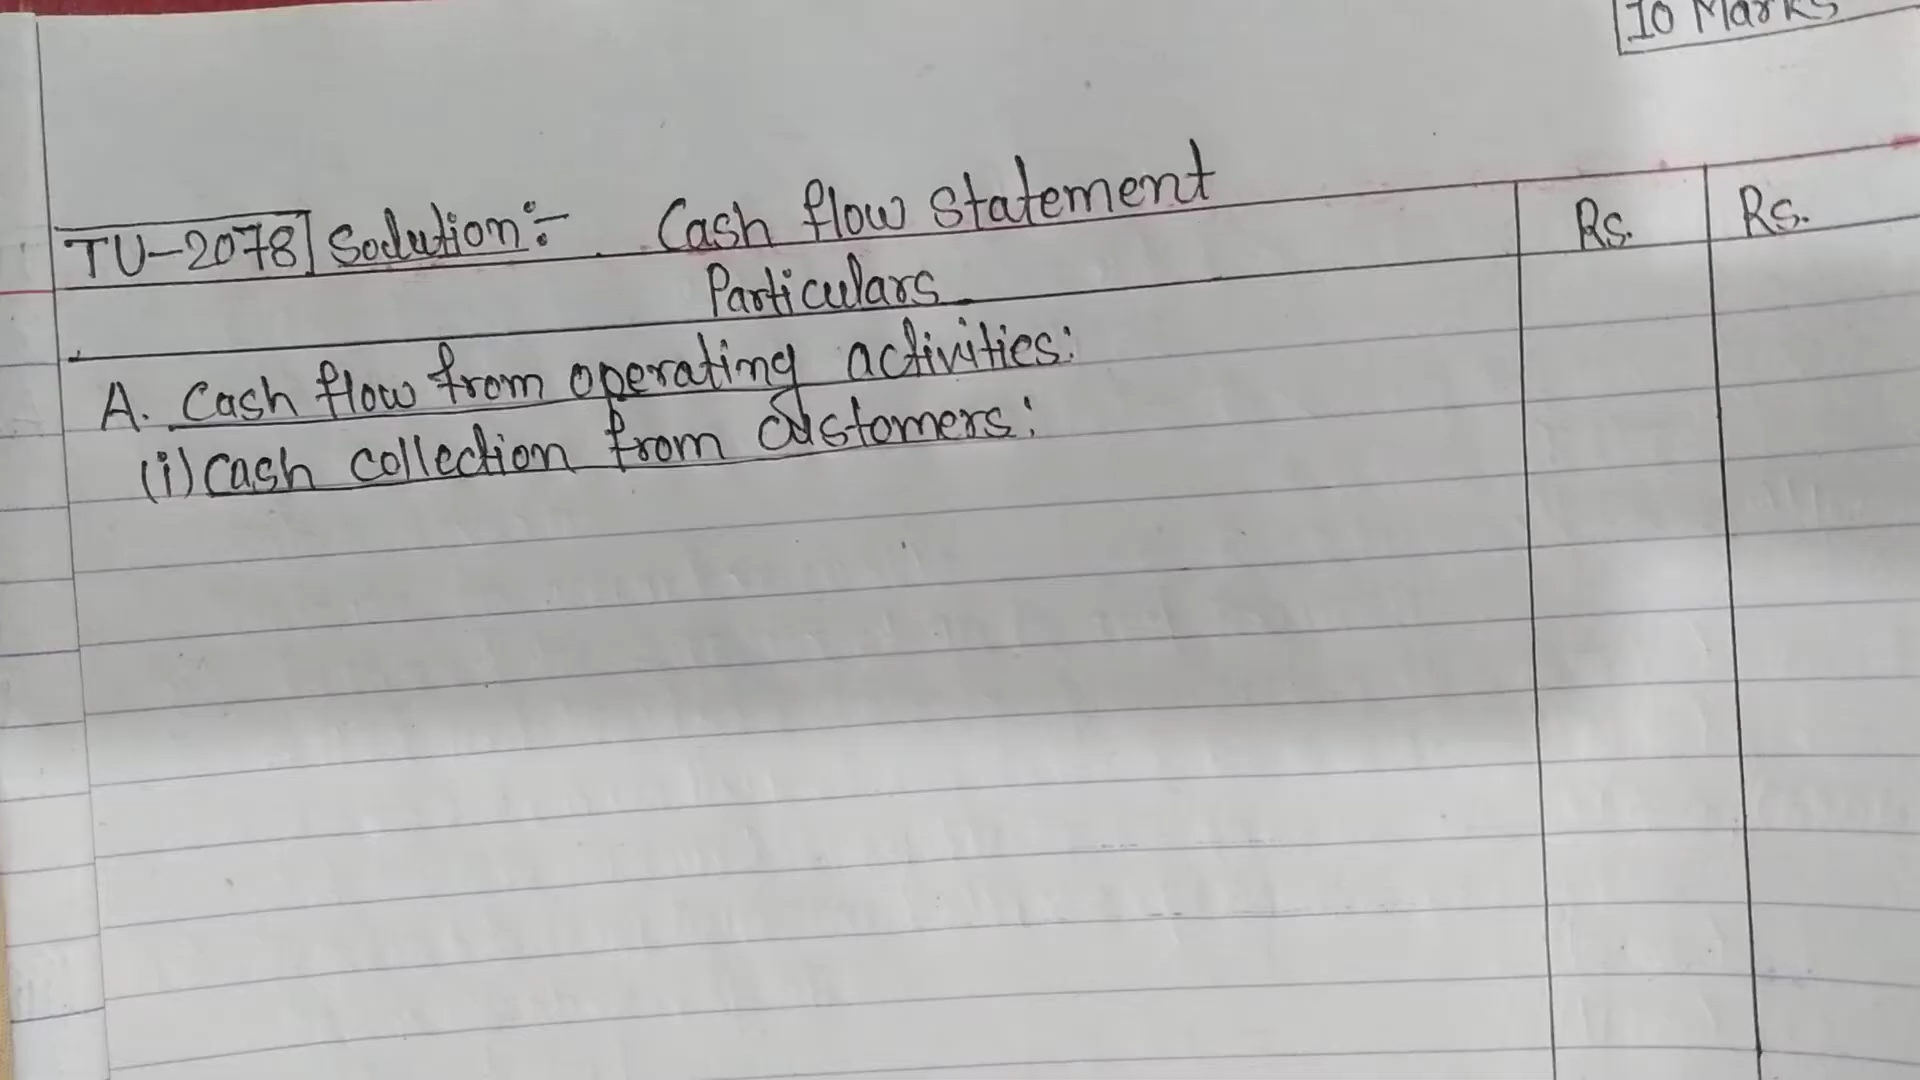 10 Marks
TU-2078 Solution:- Cash flow statement
Particulars Rs. Rs.
A. Cash flow from operating activities:
(i) Cash collection from customers: